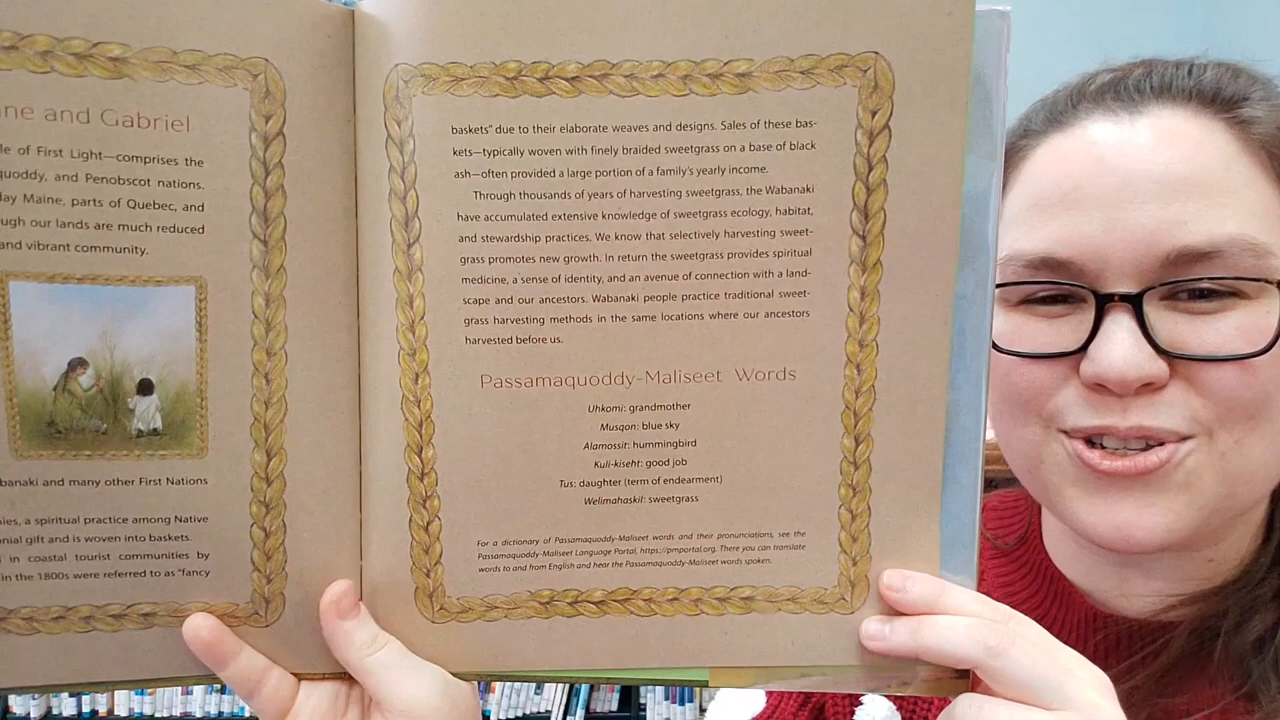 ne and Gabriel
le of First Light—comprises the
quoddy, and Penobscot nations.
lay Maine, parts of Quebec, and
ugh our lands are much reduced
and vibrant community.
banaki and many other First Nations
nies, a spiritual practice among Native
nial gift and is woven into baskets.
in coastal tourist communities by
in the 1800s were referred to as "fancy
baskets" due to their elaborate weaves and designs. Sales of these bas-
kets—typically woven with finely braided sweetgrass on a base of black
ash—often provided a large portion of a family's yearly income.
Through thousands of years of harvesting sweetgrass, the Wabanaki
have accumulated extensive knowledge of sweetgrass ecology, habitat,
and stewardship practices. We know that selectively harvesting sweet-
grass promotes new growth. In return the sweetgrass provides spiritual
medicine, a sense of identity, and an avenue of connection with a land-
scape and our ancestors. Wabanaki people practice traditional sweet-
grass harvesting methods in the same locations where our ancestors
harvested before us.
Passamaquoddy-Maliseet Words
Uhkomi: grandmother
Musqon: blue sky
Alamossit: hummingbird
Kuli-kiseht: good job
Tus: daughter (term of endearment)
Welimahaskil: sweetgrass
For a dictionary of Passamaquoddy-Maliseet words and their pronunciations, see the
Passamaquoddy-Maliseet Language Portal, https://pmportal.org. There you can translate
words to and from English and hear the Passamaquoddy-Maliseet words spoken.